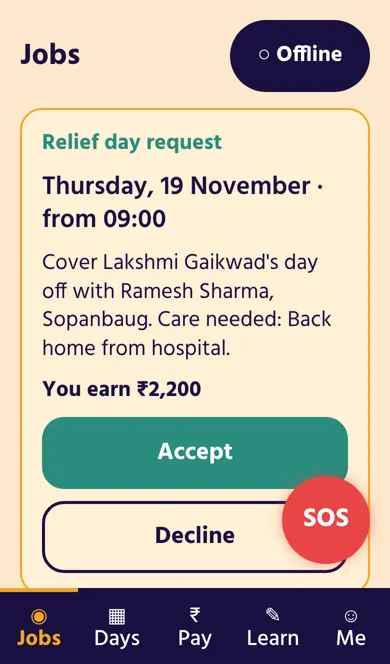 Jobs
○ Offline
Relief day request
Thursday, 19 November ·
from 09:00
Cover Lakshmi Gaikwad's day
off with Ramesh Sharma,
Sopanbaug. Care needed: Back
home from hospital.
You earn ₹2,200
Accept
Decline
SOS
◉ ▦ ₹ ✎ ☺
Jobs Days Pay Learn Me